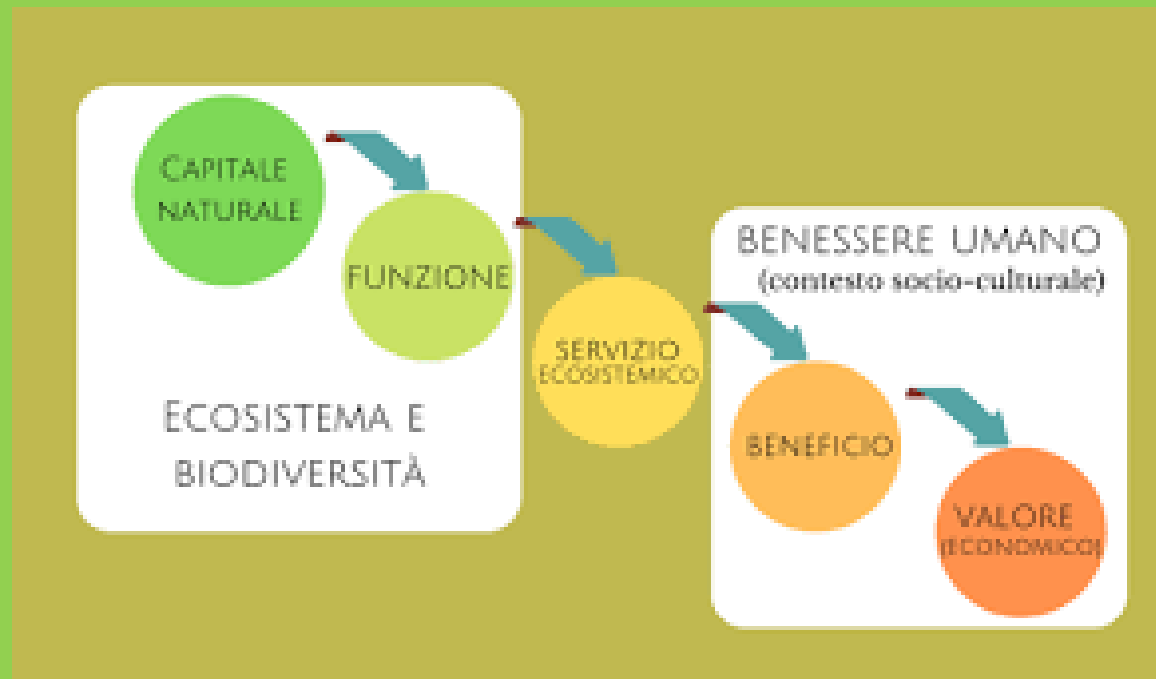 CAPITALE
NATURALE
FUNZIONE
ECOSISTEMA E
BIODIVERSITÀ
SERVIZIO
ECOSISTEMICO
BENESSERE UMANO
(contesto socio-culturale)
BENEFICIO
VALORE
(ECONOMICO)